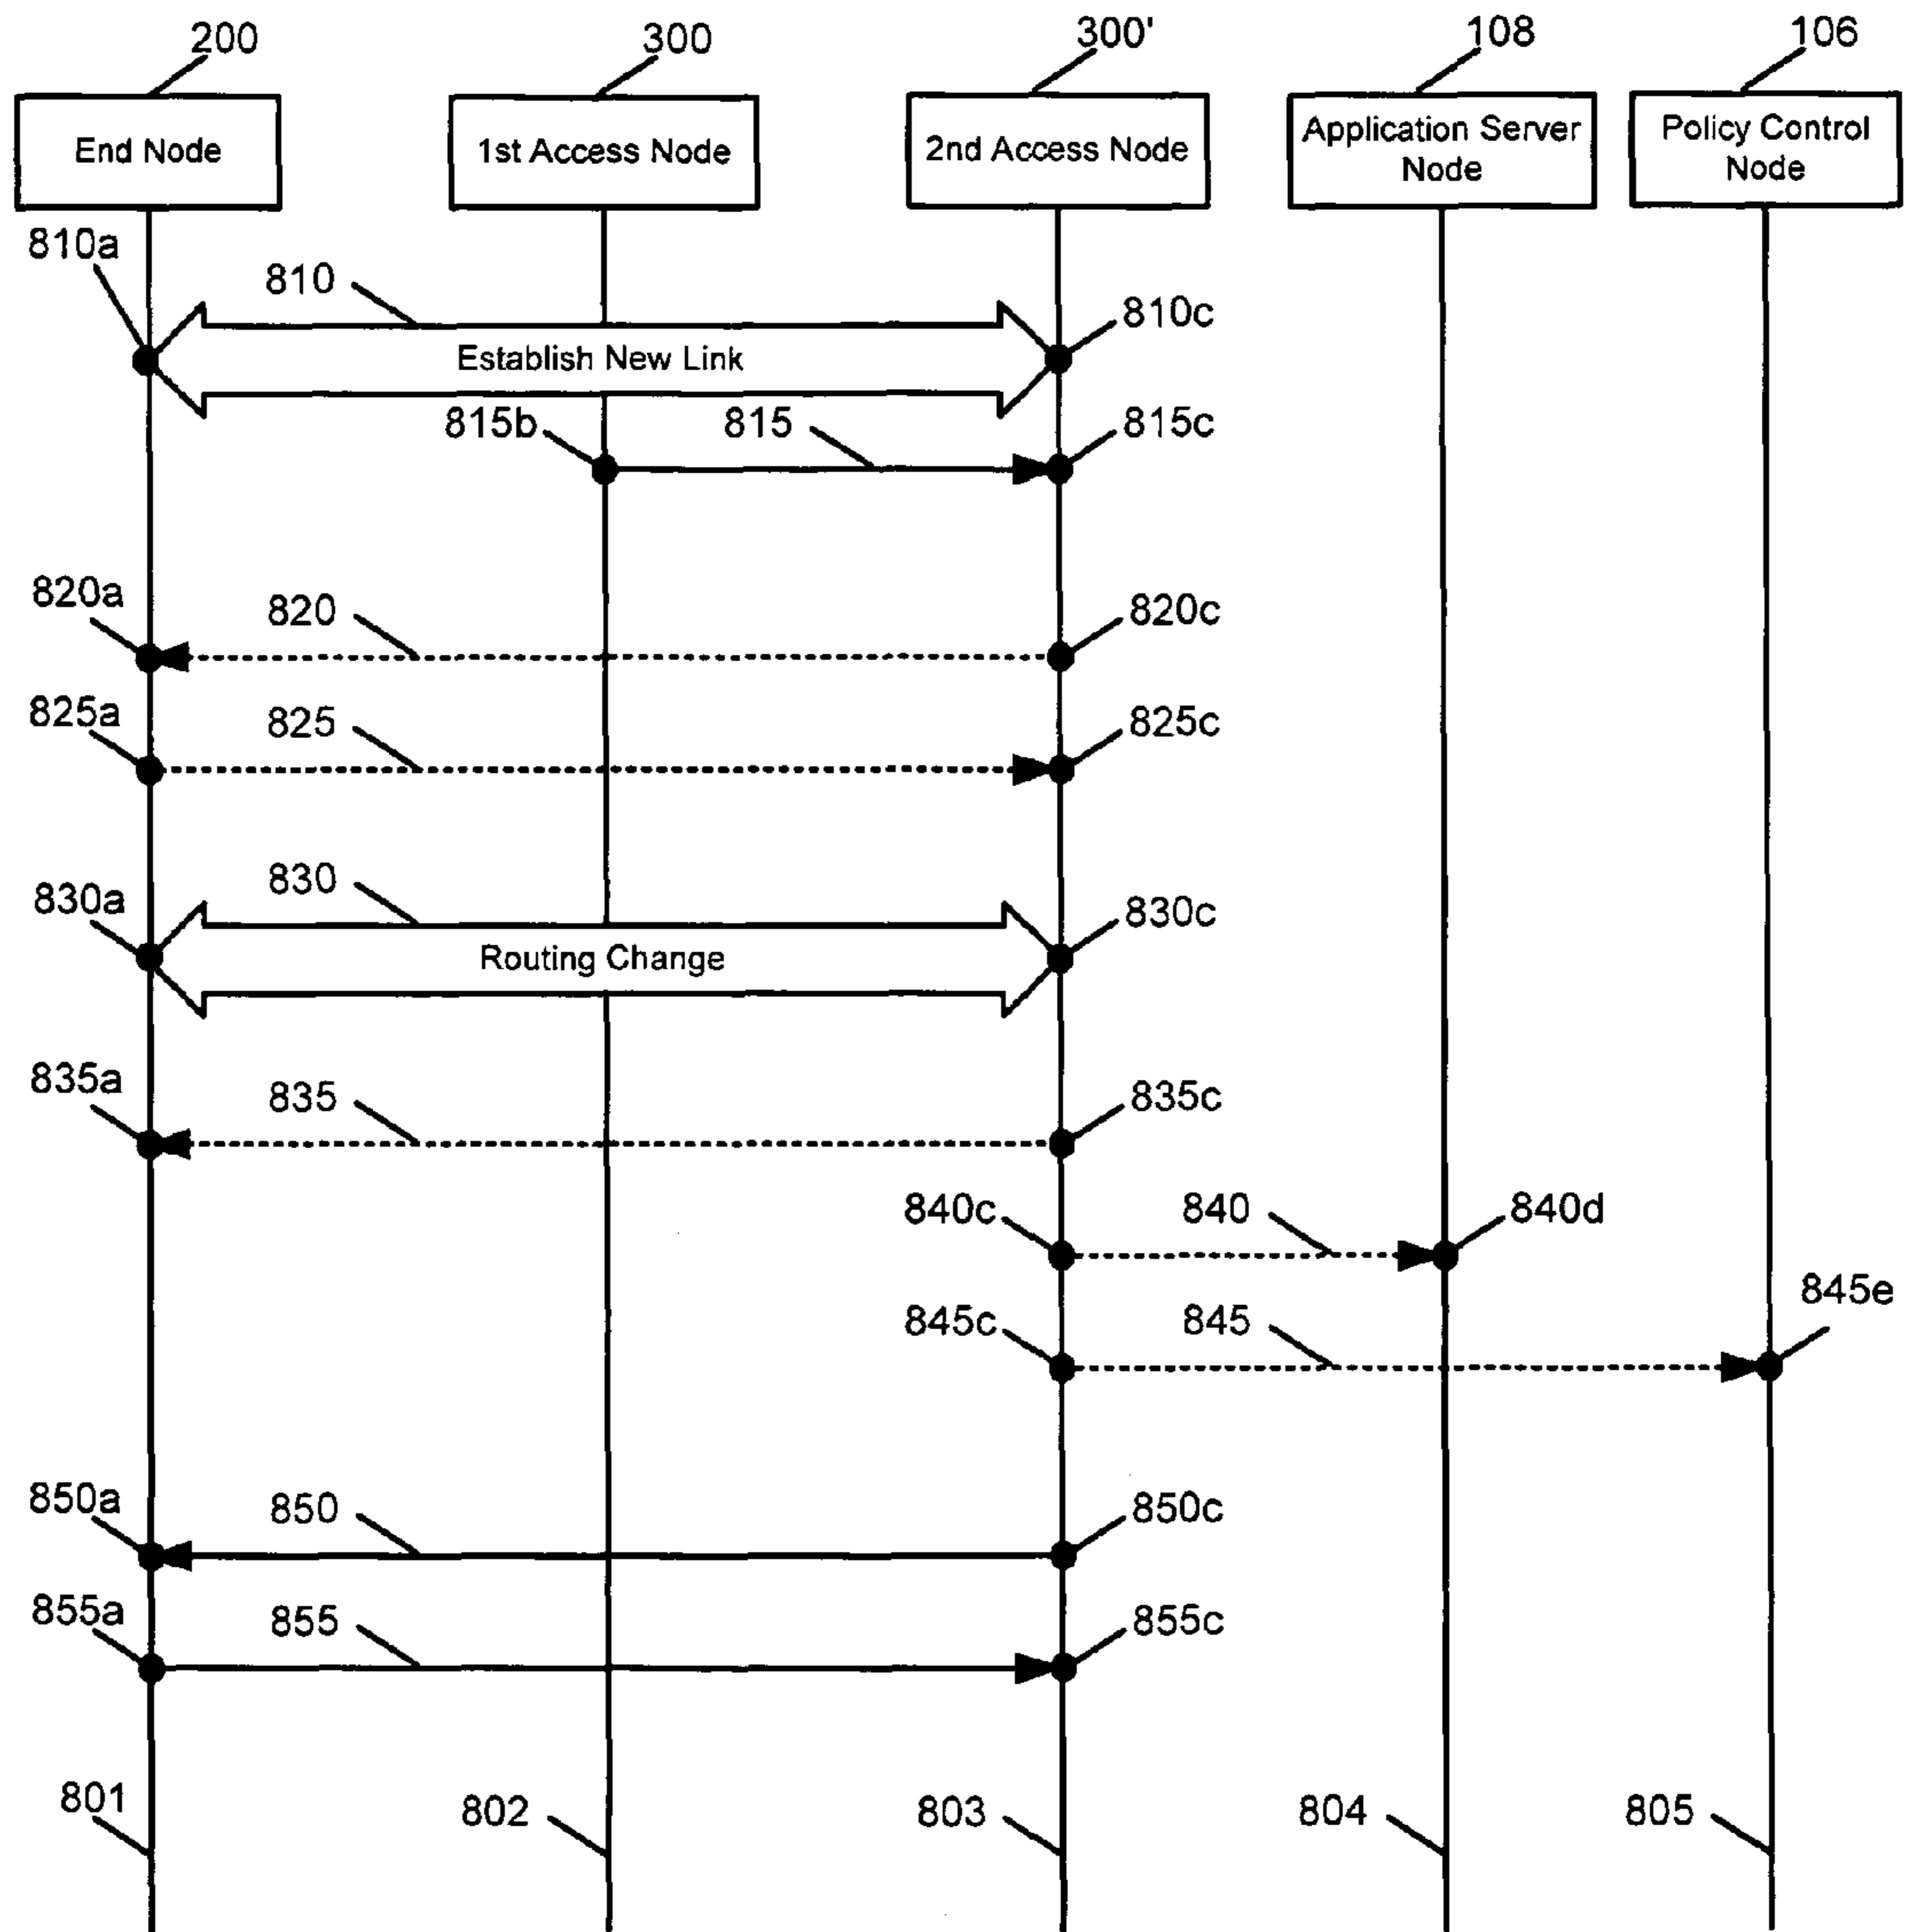 200
300
300'
108
106
End Node
1st Access Node
2nd Access Node
Application Server
Node
Policy Control
Node
810a
810
810c
Establish New Link
815b
815
815c
820a
820
820c
825a
825
825c
830a
830
830c
Routing Change
835a
835
835c
840c
840
840d
845c
845
845e
850a
850
850c
855a
855
855c
801
802
803
804
805